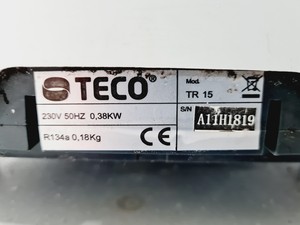 TECO®
Mod.
TR 15
S/N
A11H1819
230V 50HZ 0,38KW
R134a 0,18Kg
CE